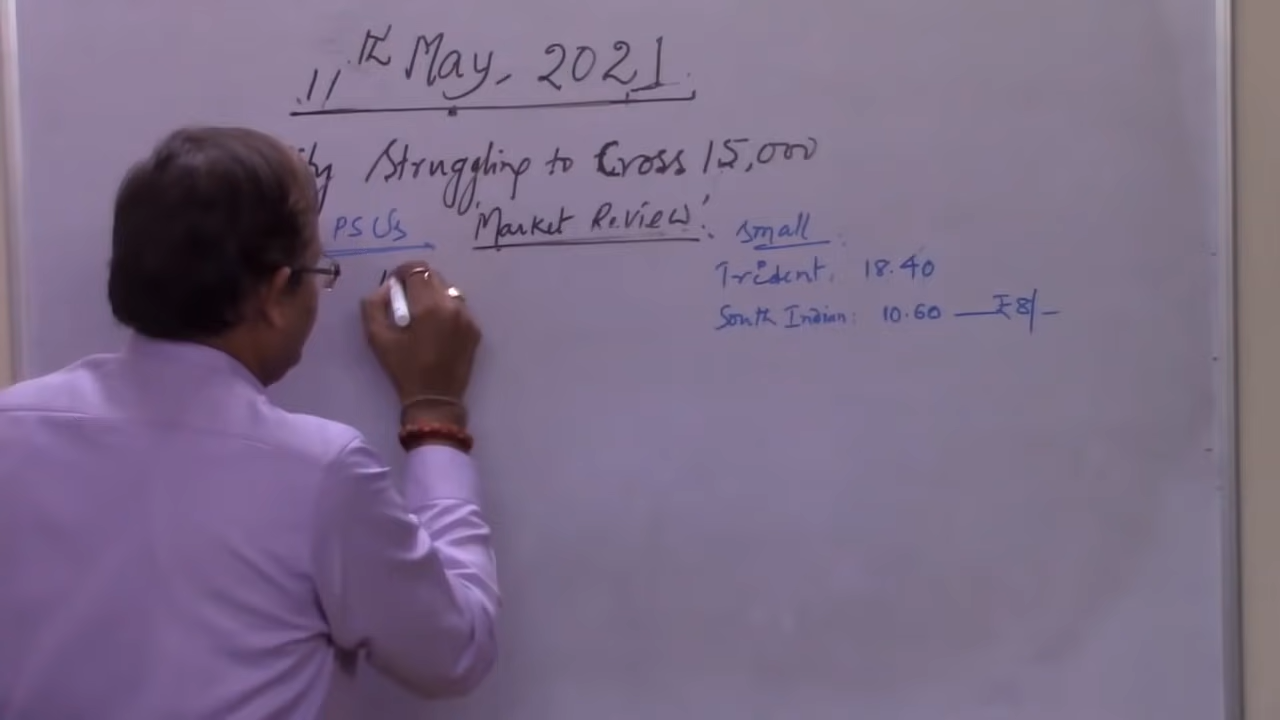 11th May, 2021
Struggling to Cross 15,000
PSUs
'Market Review'
Small
Trident. 18.40
South Indian: 10.60 — ₹8/-